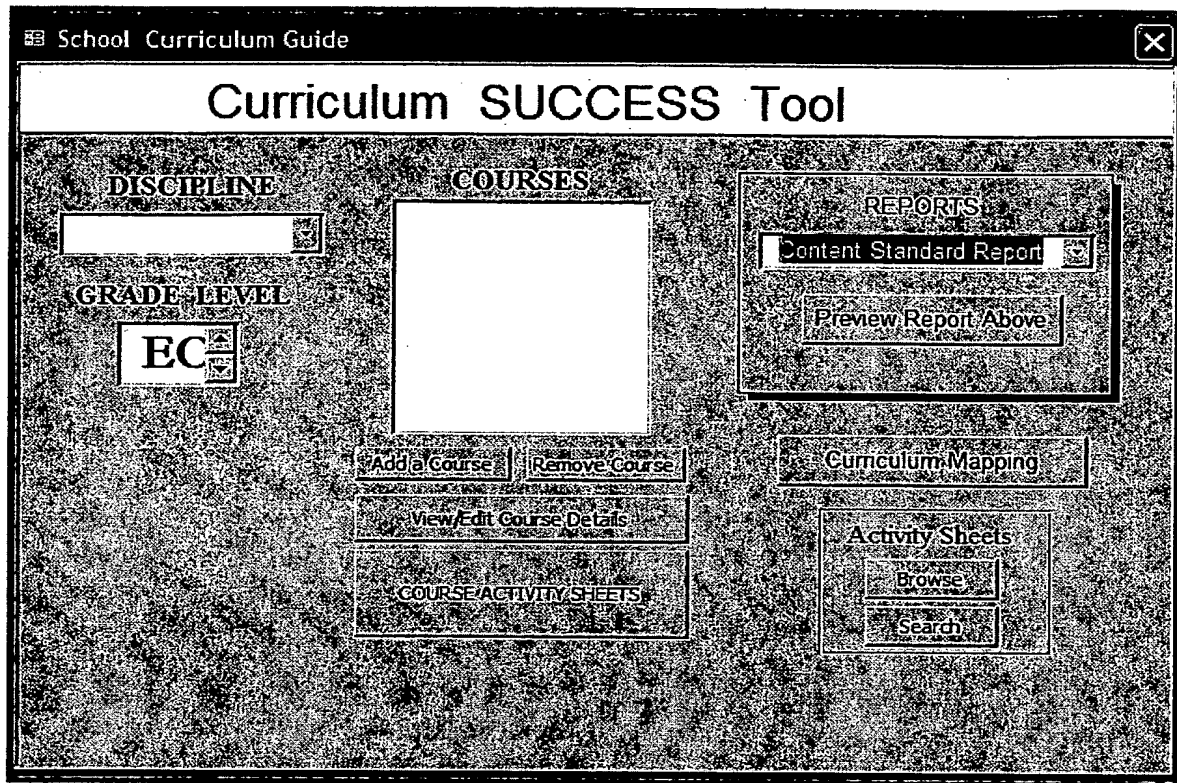 School Curriculum Guide
Curriculum SUCCESS Tool
DISCIPLINE
GRADE LEVEL
EC
COURSES
Add a Course
Remove Course
View/Edit Course Details
COURSE ACTIVITY SHEETS
REPORTS
Content Standard Report
Preview Report Above
Curriculum Mapping
Activity Sheets
Browse
Search